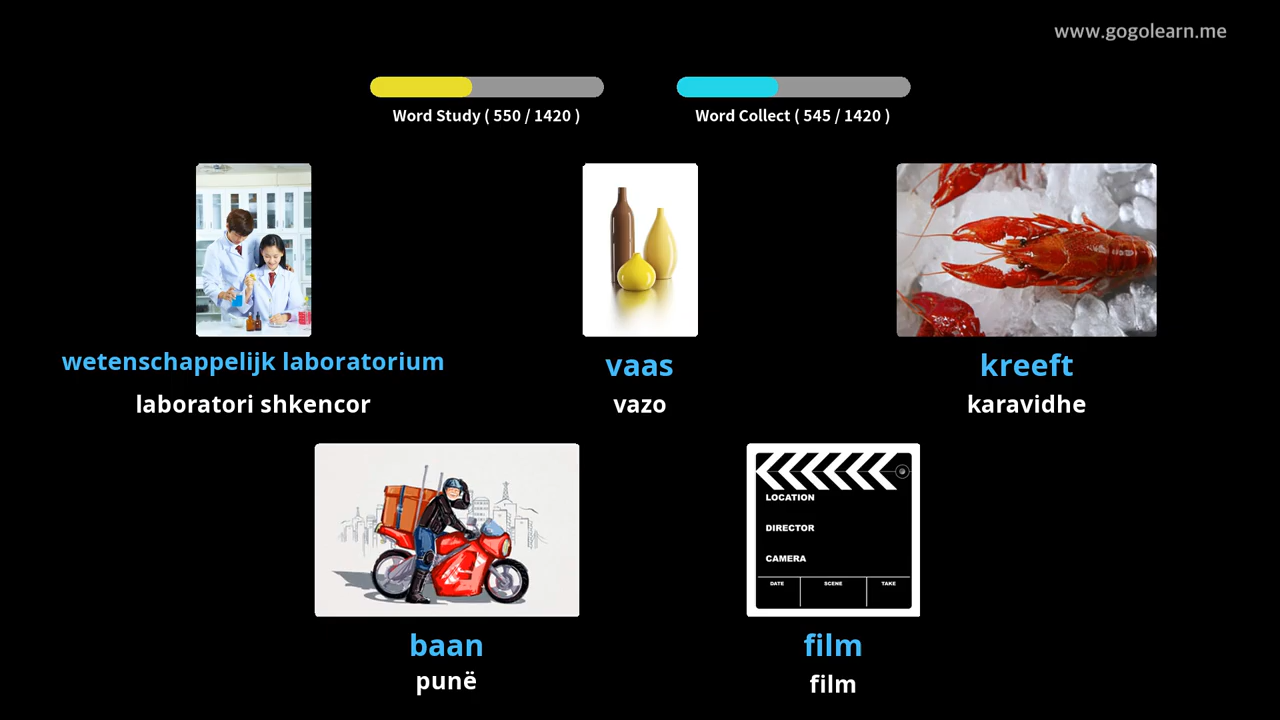 www.gogolearn.me
Word Study ( 550 / 1420 )
Word Collect ( 545 / 1420 )
wetenschappelijk laboratorium
vaas
kreeft
laboratori shkencor
vazo
karavidhe
LOCATION
DIRECTOR
CAMERA
DATE SCENE TAKE
baan
film
punë
film